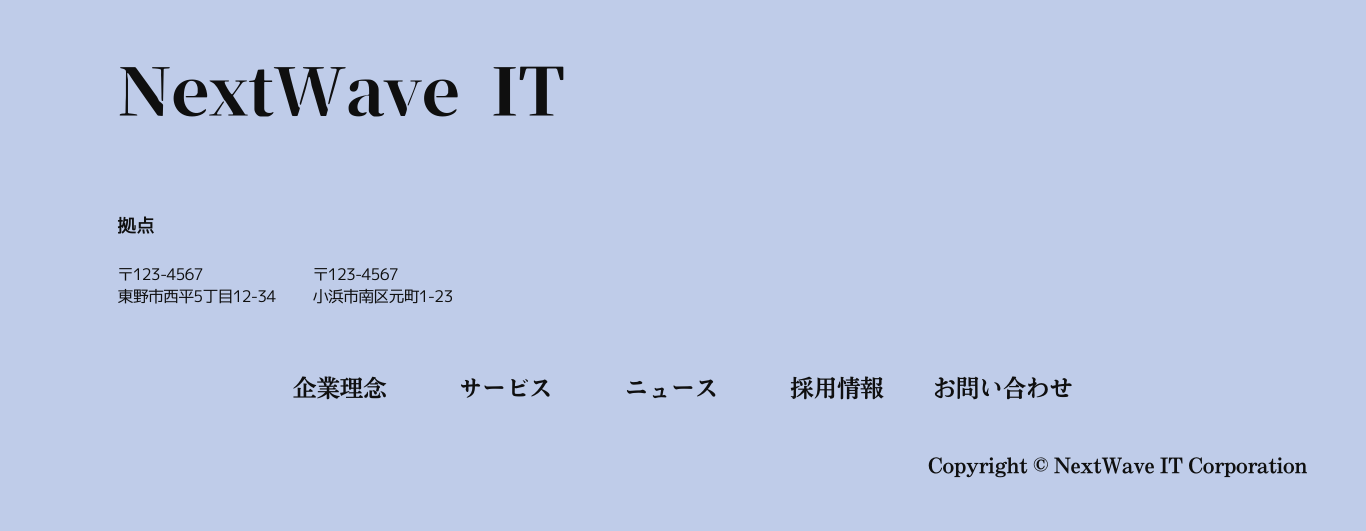 NextWave IT
拠点
〒123-4567
東野市西平5丁目12-34
〒123-4567
小浜市南区元町1-23
企業理念 サービス ニュース 採用情報 お問い合わせ
Copyright © NextWave IT Corporation